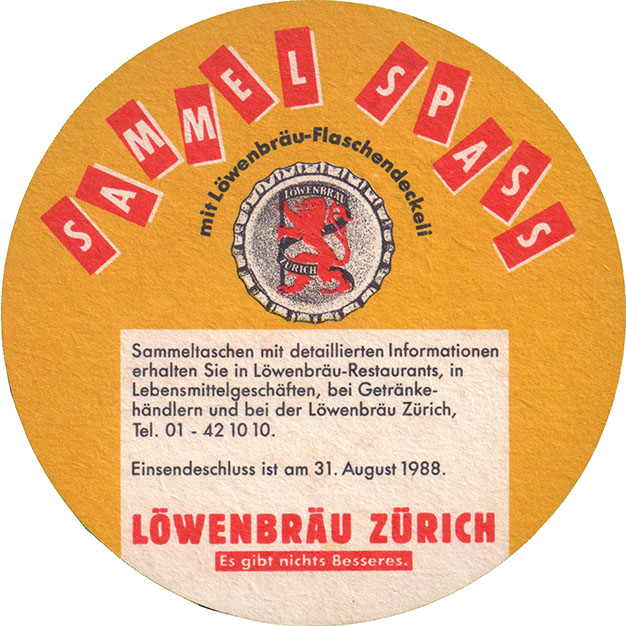 SAMMEL SPASS
mit Löwenbräu-Flaschendeckeli
LÖWENBRÄU
ZÜRICH
Sammeltaschen mit detaillierten Informationen
erhalten Sie in Löwenbräu-Restaurants, in
Lebensmittelgeschäften, bei Getränke-
händlern und bei der Löwenbräu Zürich,
Tel. 01 - 42 10 10.
Einsendeschluss ist am 31. August 1988.
LÖWENBRÄU ZÜRICH
Es gibt nichts Besseres.